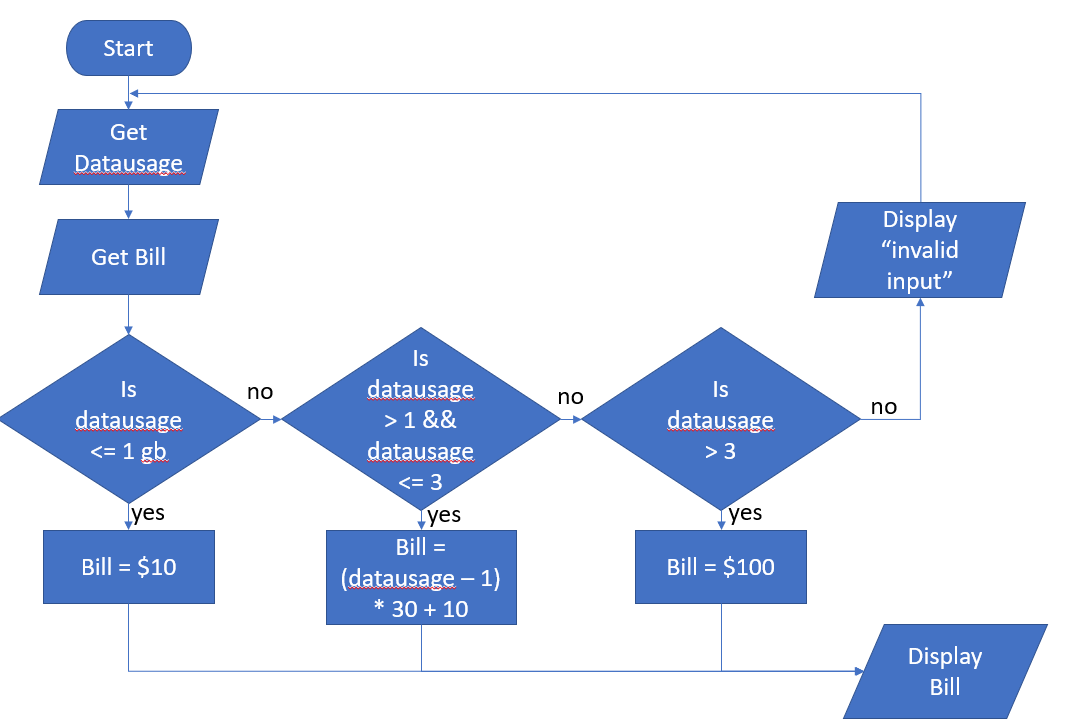 Start
Get
Datausage
Get Bill
Display
“invalid
input”
Is
datausage
<= 1 gb
no
Is
datausage
> 1 &&
datausage
<= 3
no
Is
datausage
> 3
no
yes
yes
yes
Bill = $10
Bill =
(datausage – 1)
* 30 + 10
Bill = $100
Display
Bill